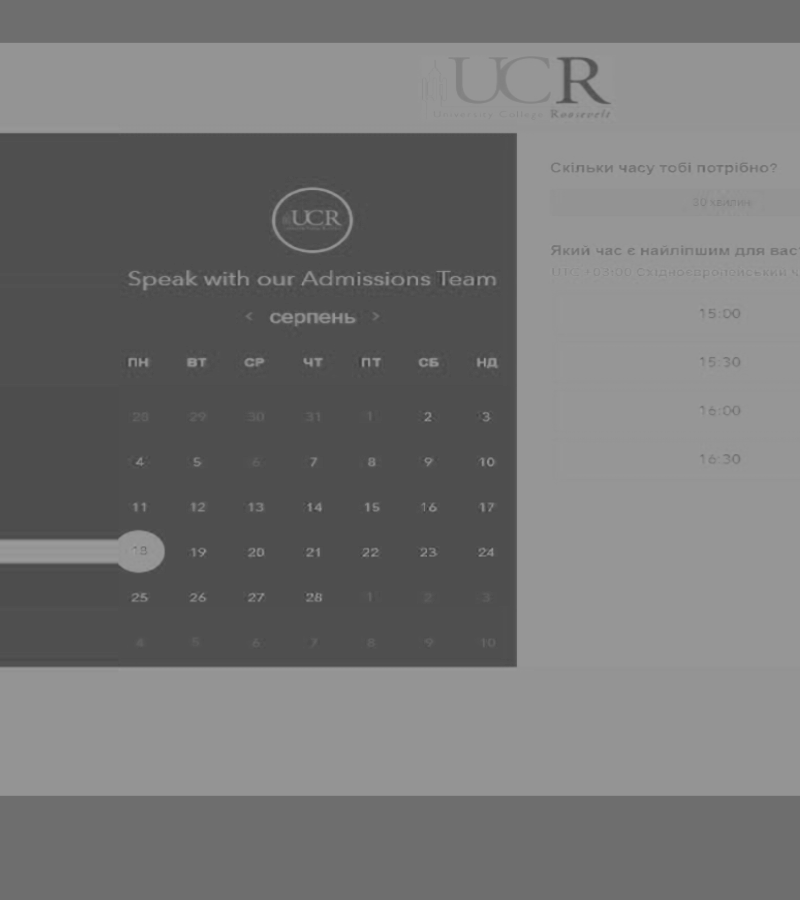 UCR
University College Roosevelt
UCR
Speak with our Admissions Team
< серпень >
ПН ВТ СР ЧТ ПТ СБ НД
28 29 30 31 1 2 3
4 5 6 7 8 9 10
11 12 13 14 15 16 17
18 19 20 21 22 23 24
25 26 27 28 1 2 3
4 5 6 7 8 9 10
Скільки часу тобі потрібно?
30 хвилин
Який час є найліпшим для вас
UTC +03:00 Східноєвропейський
15:00
15:30
16:00
16:30